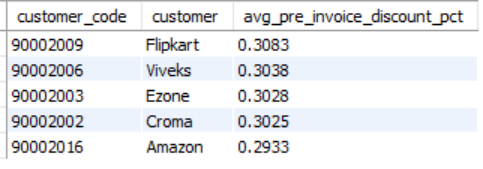 customer_code customer avg_pre_invoice_discount_pct
90002009 Flipkart 0.3083
90002006 Viveks 0.3038
90002003 Ezone 0.3028
90002002 Croma 0.3025
90002016 Amazon 0.2933